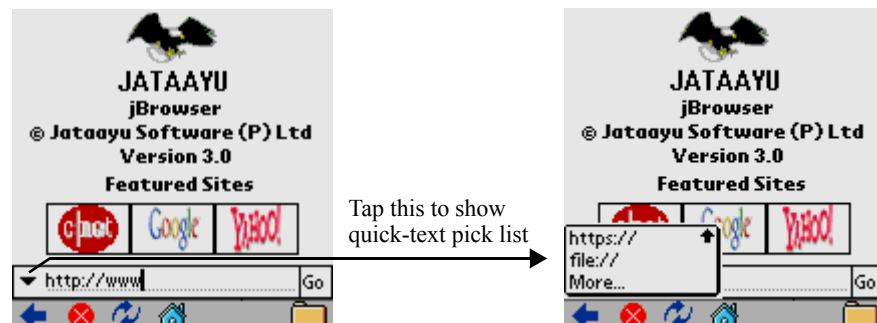 JATAAYU
jBrowser
© Jataayu Software (P) Ltd
Version 3.0
Featured Sites
c|net Google YAHOO!
http://www Go
Tap this to show
quick-text pick list
JATAAYU
jBrowser
© Jataayu Software (P) Ltd
Version 3.0
Featured Sites
gle YAHOO!
https://
file://
More... Go